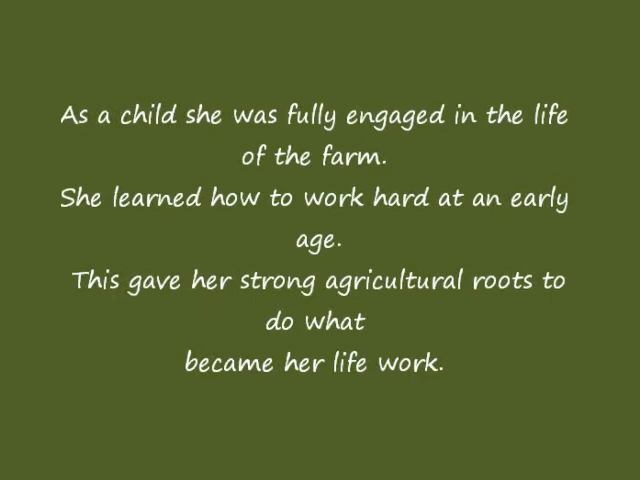 As a child she was fully engaged in the life
of the farm.
She learned how to work hard at an early
age.
This gave her strong agricultural roots to
do what
became her life work.